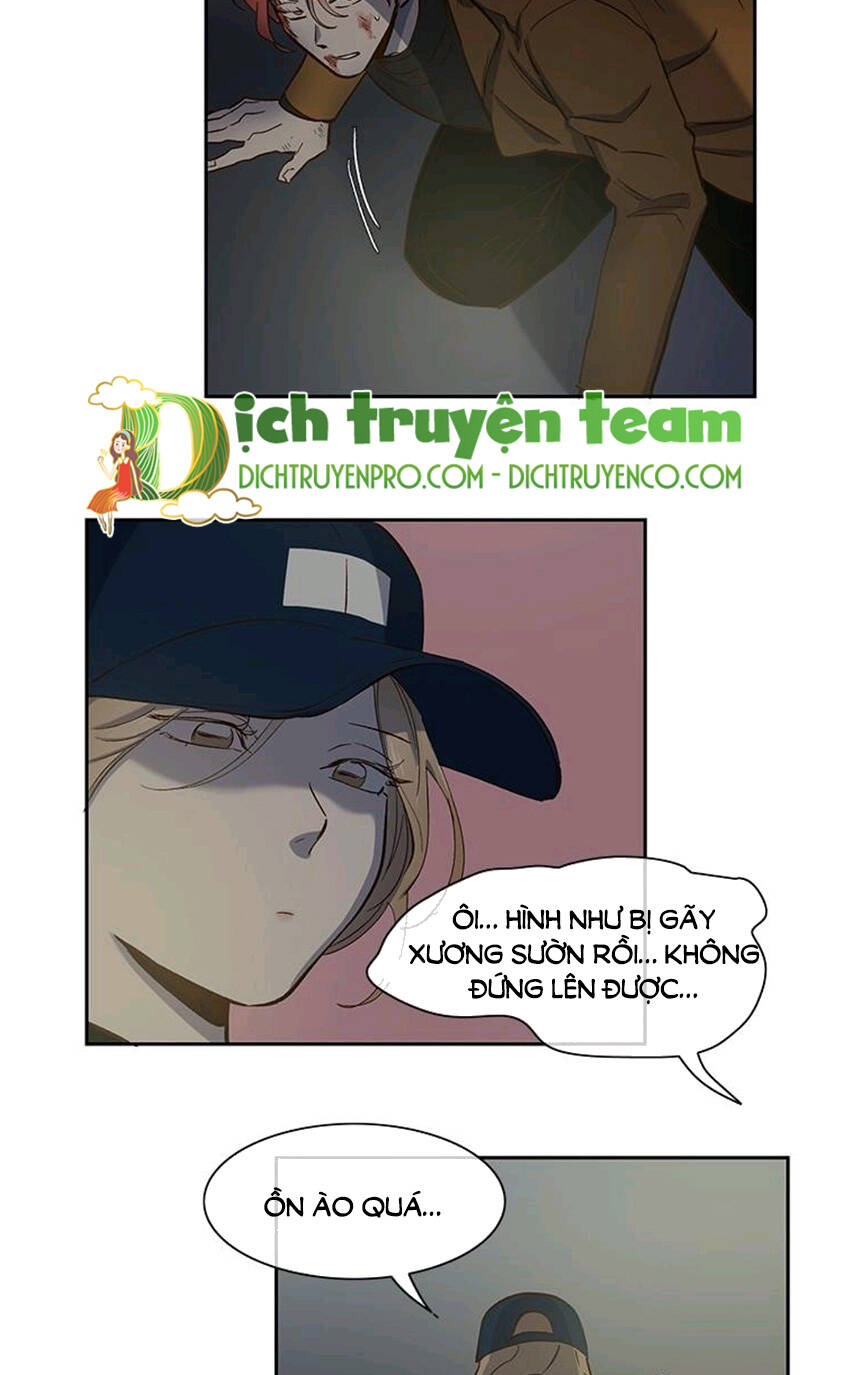 Dịch truyện team
DICHTRUYENPRO.COM - DICHTRUYENCO.COM
ÔI... HÌNH NHƯ BỊ GÃY
XƯƠNG SƯỜN RỒI... KHÔNG
ĐỨNG LÊN ĐƯỢC...
ỒN ÀO QUÁ...